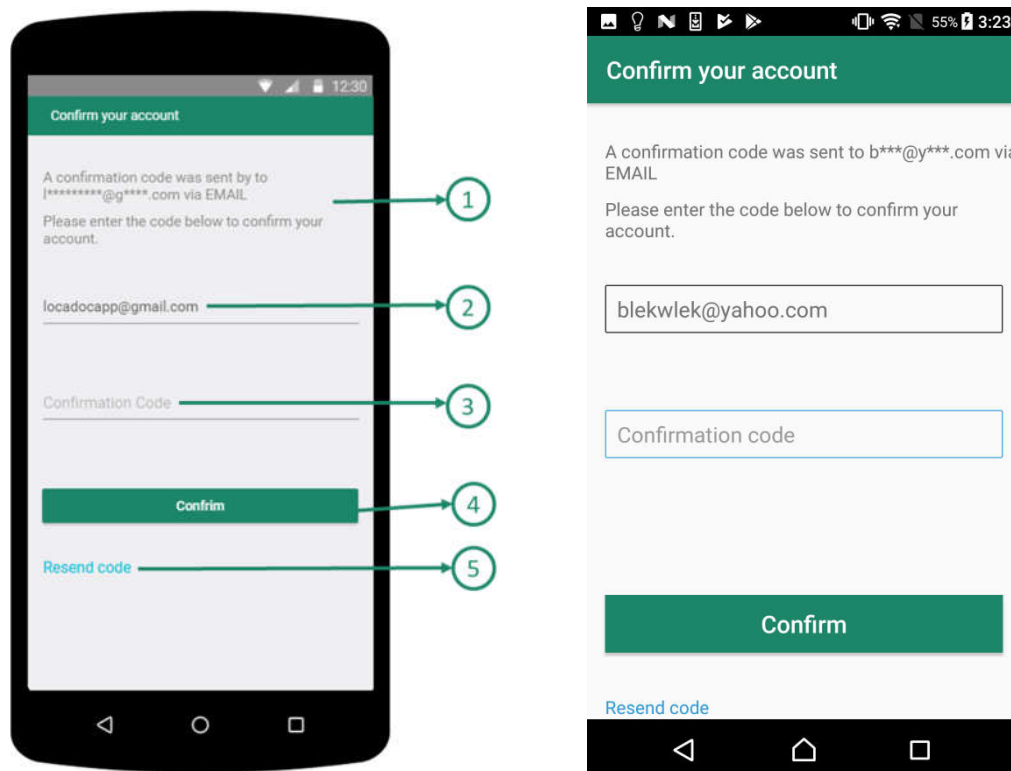 12:30
Confirm your account
A confirmation code was sent by to
l*********@g****.com via EMAIL
Please enter the code below to confirm your
account.
locadocapp@gmail.com
Confirmation Code
Confrim
Resend code
1
2
3
4
5
55% 3:23
Confirm your account
A confirmation code was sent to b***@y***.com via
EMAIL
Please enter the code below to confirm your
account.
blekwlek@yahoo.com
Confirmation code
Confirm
Resend code